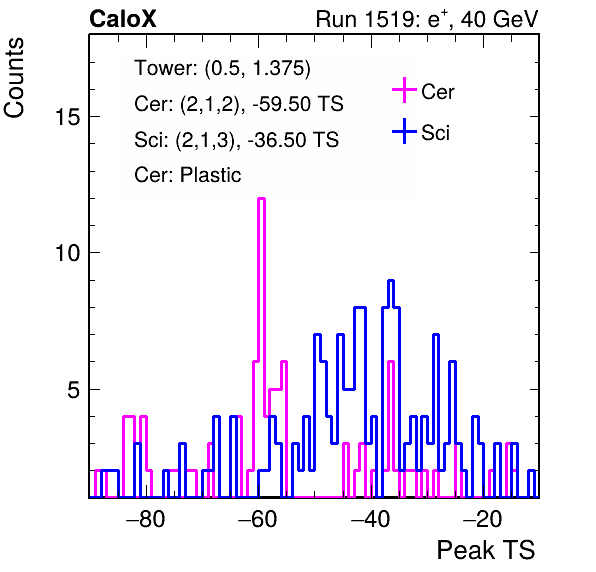 CaloX Run 1519: e⁺, 40 GeV
Counts
Tower: (0.5, 1.375)
Cer: (2,1,2), -59.50 TS
Sci: (2,1,3), -36.50 TS
Cer: Plastic
Cer
Sci
15
10
5
−80 −60 −40 −20
Peak TS